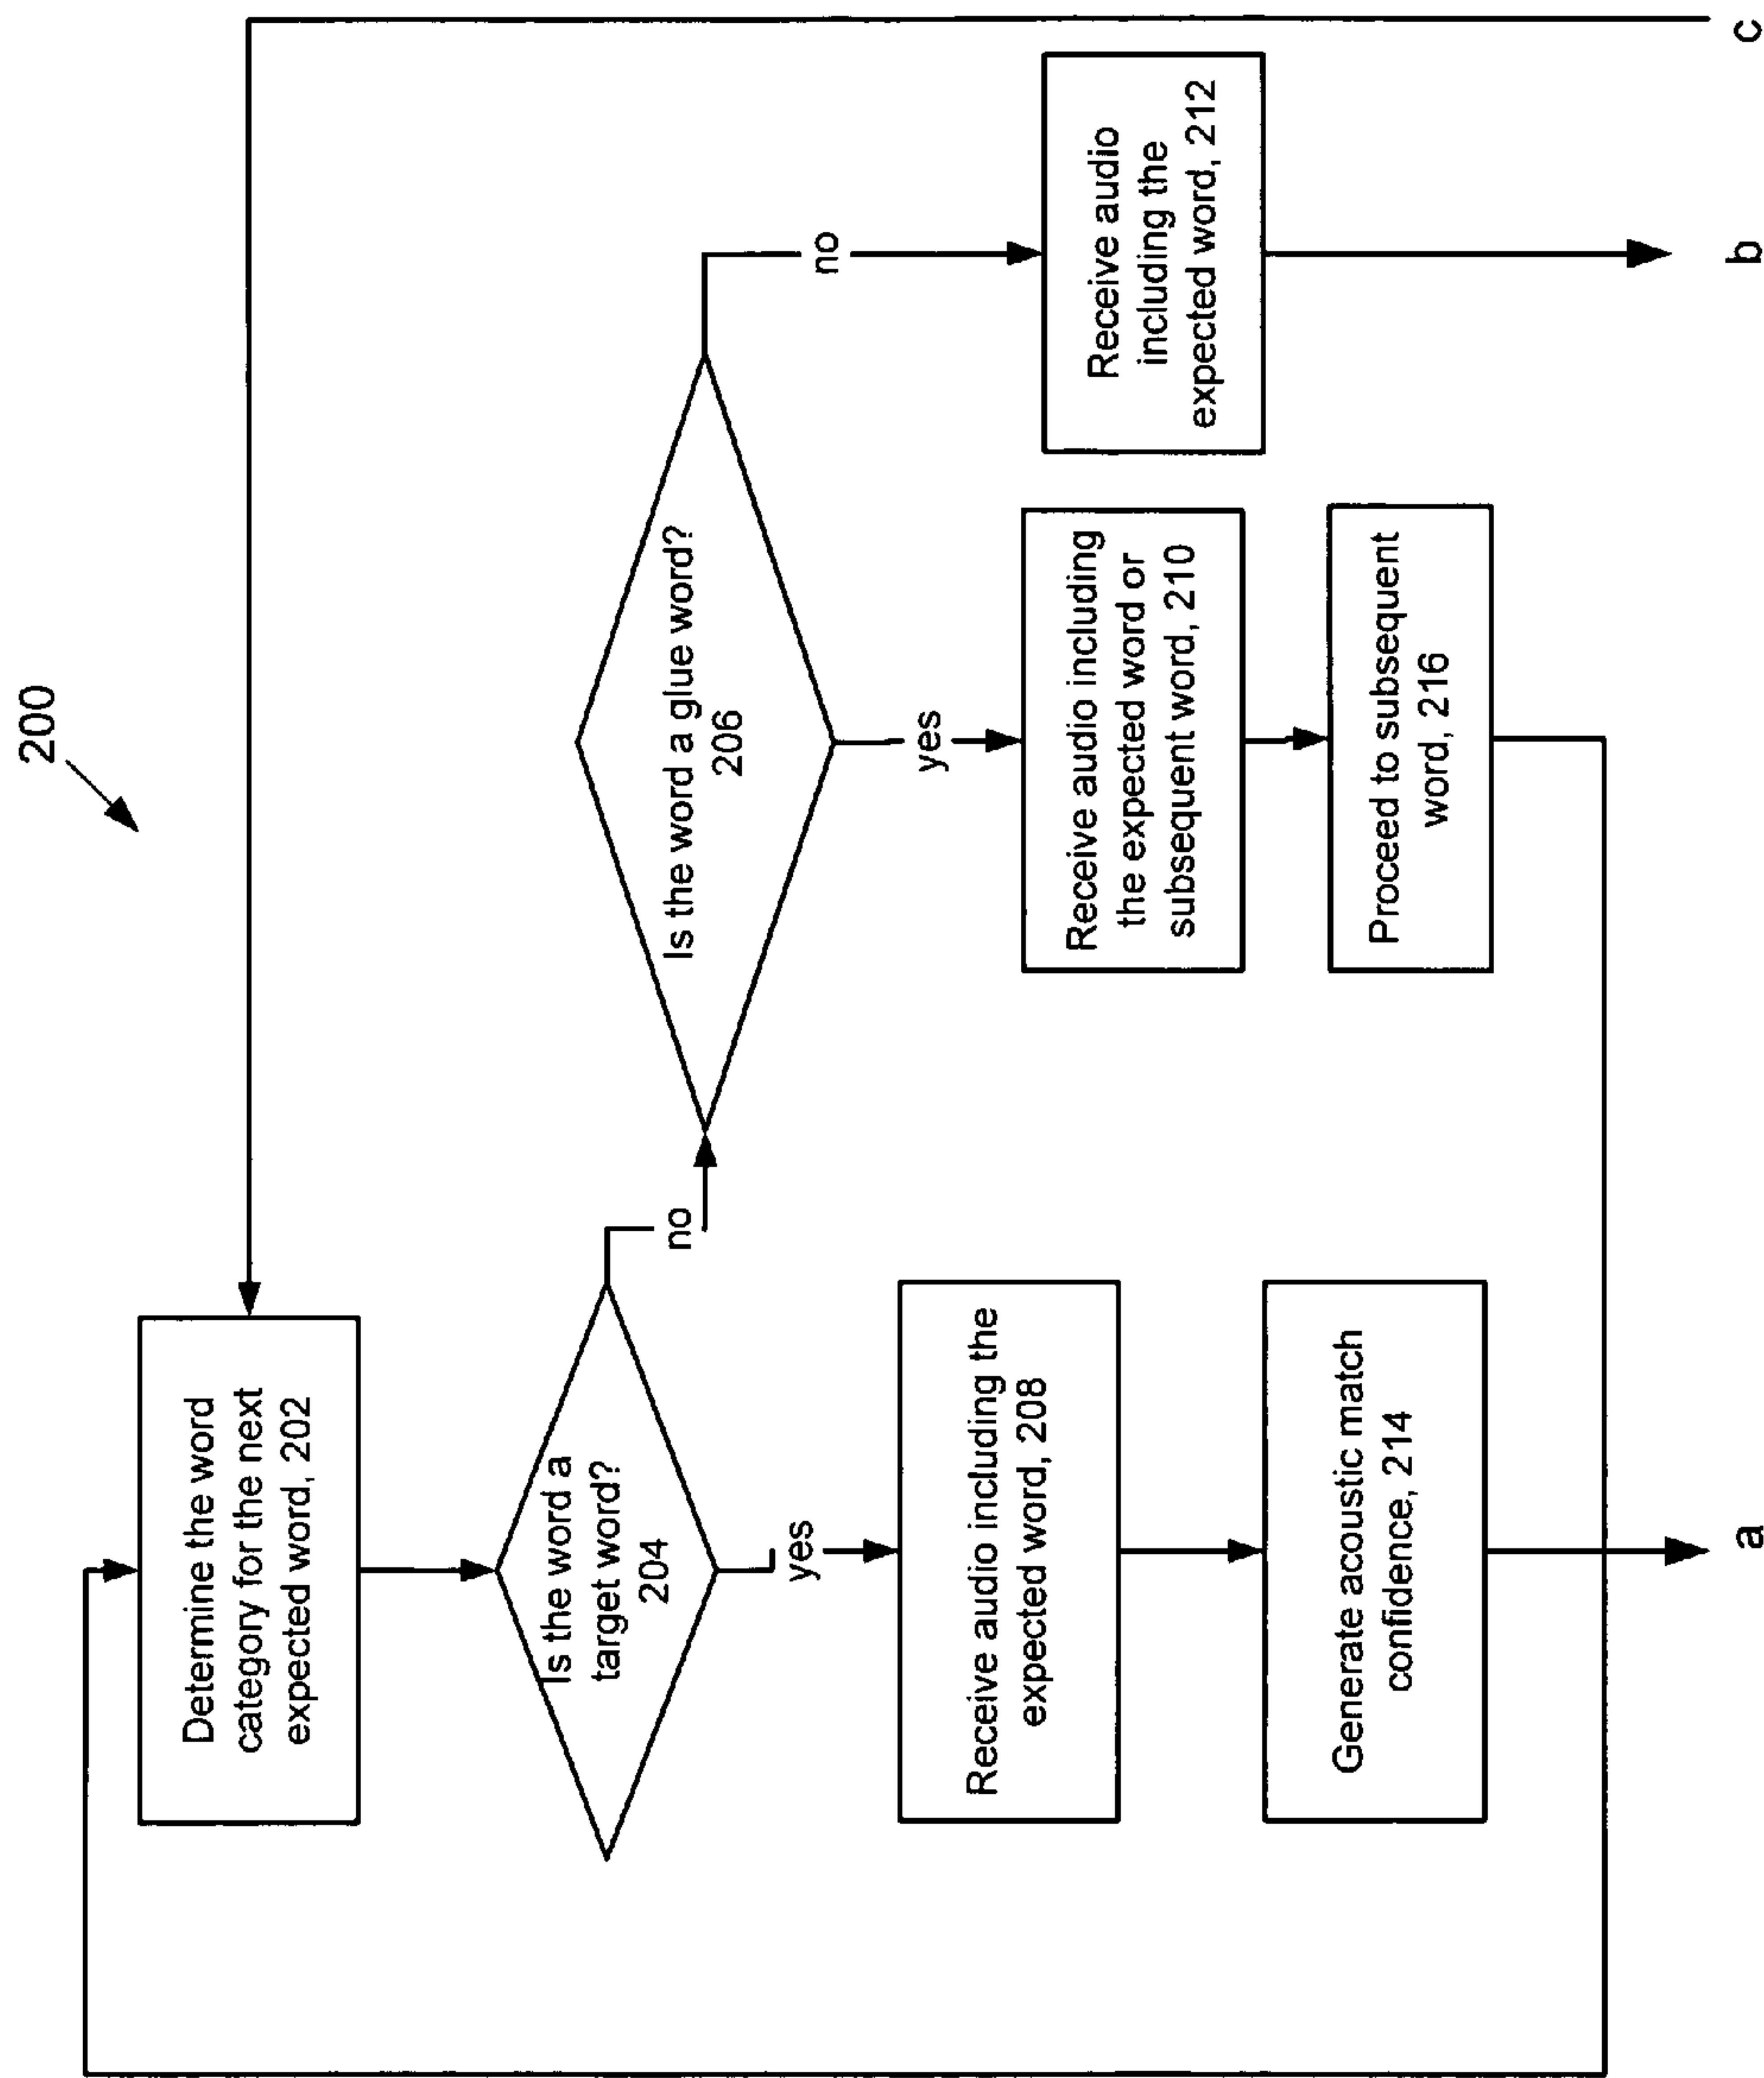 200
Determine the word
category for the next
expected word, 202
Is the word a
target word?
204
no
yes
Is the word a glue word?
206
no
yes
Receive audio including the
expected word, 208
Receive audio including
the expected word or
subsequent word, 210
Receive audio
including the
expected word, 212
Generate acoustic match
confidence, 214
Proceed to subsequent
word, 216
a
b
c